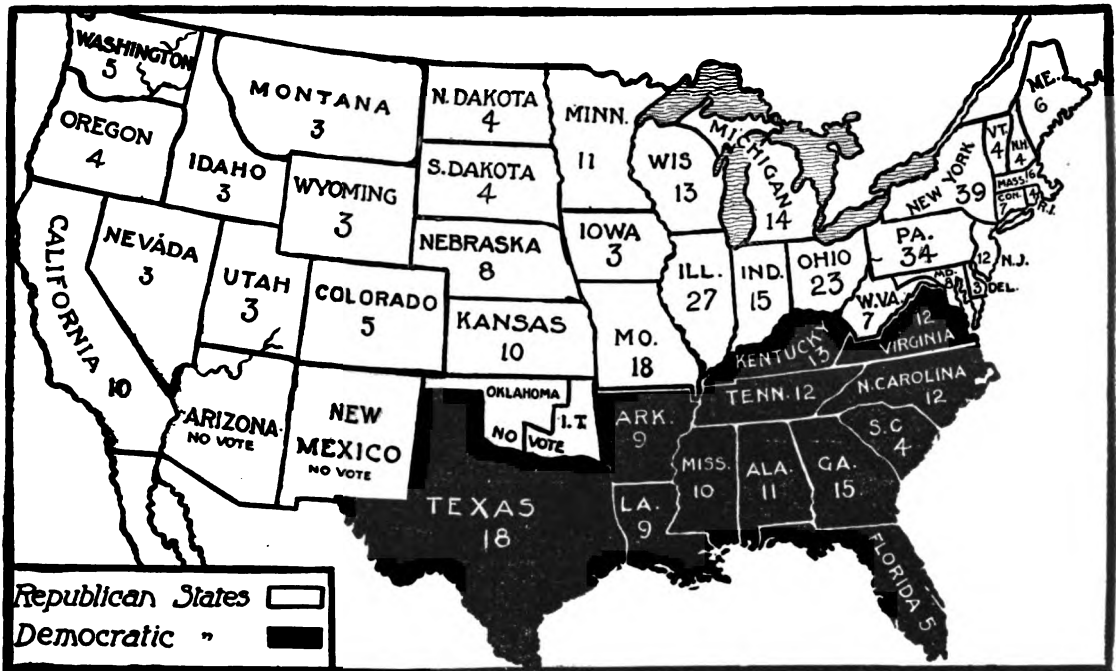 WASHINGTON
5
OREGON
4
CALIFORNIA
10
NEVADA
3
IDAHO
3
MONTANA
3
WYOMING
3
UTAH
3
COLORADO
5
ARIZONA
NO VOTE
NEW
MEXICO
NO VOTE
N. DAKOTA
4
S. DAKOTA
4
NEBRASKA
8
KANSAS
10
OKLAHOMA
I.T.
NO VOTE
TEXAS
18
MINN.
11
IOWA
3
MO.
18
ARK.
9
LA.
9
WIS
13
ILL.
27
MICHIGAN
14
IND.
15
OHIO
23
KENTUCKY
13
TENN. 12
MISS.
10
ALA.
11
GA.
15
FLORIDA 5
S.C
4
N. CAROLINA
12
12
VIRGINIA
W.VA.
7
MD.
8
3
DEL.
PA.
34
12
N.J.
NEW YORK
39
CON.
7
4
R.I.
MASS. 16
VT.
4
N.H.
4
ME.
6
Republican States
Democratic "